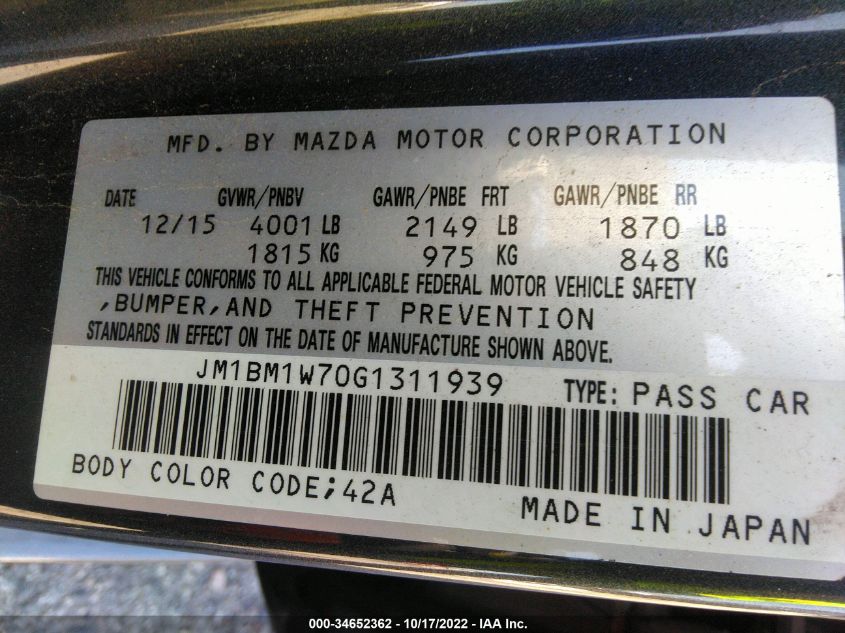 MFD. BY MAZDA MOTOR CORPORATION
DATE GVWR/PNBV GAWR/PNBE FRT GAWR/PNBE RR
12/15 4001 LB 2149 LB 1870 LB
1815 KG 975 KG 848 KG
THIS VEHICLE CONFORMS TO ALL APPLICABLE FEDERAL MOTOR VEHICLE SAFETY
,BUMPER,AND THEFT PREVENTION
STANDARDS IN EFFECT ON THE DATE OF MANUFACTURE SHOWN ABOVE.
JM1BM1W70G1311939 TYPE: PASS CAR
BODY COLOR CODE;42A
MADE IN JAPAN
000-34652362 - 10/17/2022 - IAA Inc.